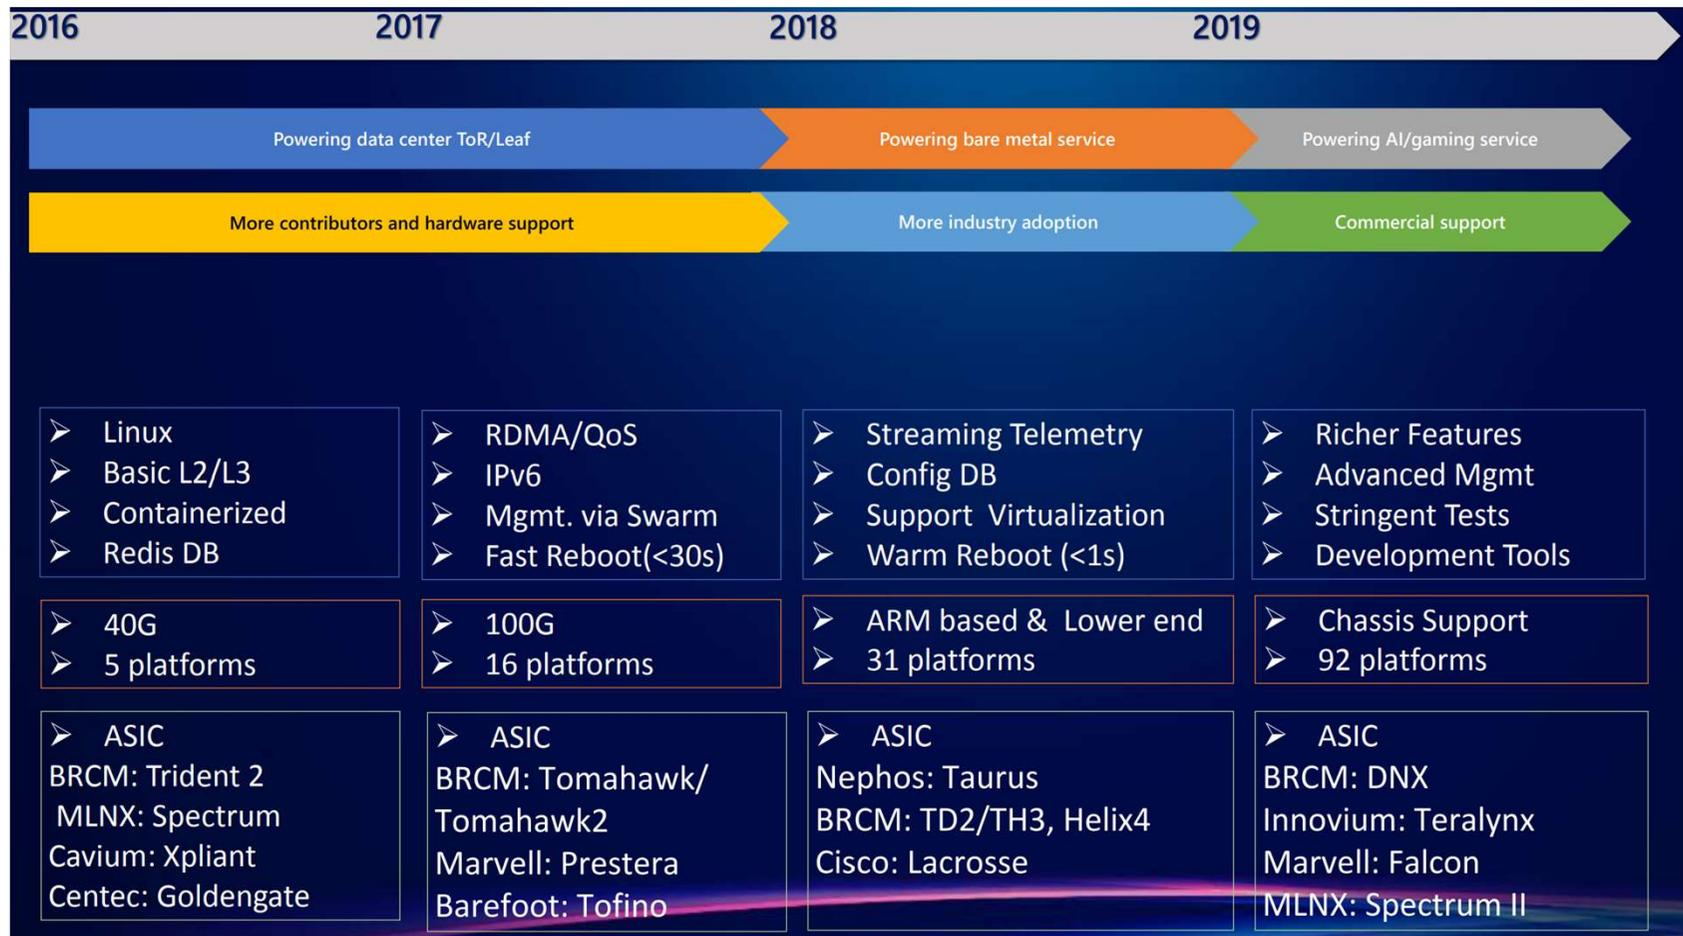 2016 2017 2018 2019
Powering data center ToR/Leaf
Powering bare metal service
Powering AI/gaming service
More contributors and hardware support
More industry adoption
Commercial support
➢ Linux
➢ Basic L2/L3
➢ Containerized
➢ Redis DB
➢ RDMA/QoS
➢ IPv6
➢ Mgmt. via Swarm
➢ Fast Reboot(<30s)
➢ Streaming Telemetry
➢ Config DB
➢ Support Virtualization
➢ Warm Reboot (<1s)
➢ Richer Features
➢ Advanced Mgmt
➢ Stringent Tests
➢ Development Tools
➢ 40G
➢ 5 platforms
➢ 100G
➢ 16 platforms
➢ ARM based & Lower end
➢ 31 platforms
➢ Chassis Support
➢ 92 platforms
➢ ASIC
BRCM: Trident 2
MLNX: Spectrum
Cavium: Xpliant
Centec: Goldengate
➢ ASIC
BRCM: Tomahawk/
Tomahawk2
Marvell: Prestera
Barefoot: Tofino
➢ ASIC
Nephos: Taurus
BRCM: TD2/TH3, Helix4
Cisco: Lacrosse
➢ ASIC
BRCM: DNX
Innovium: Teralynx
Marvell: Falcon
MLNX: Spectrum II